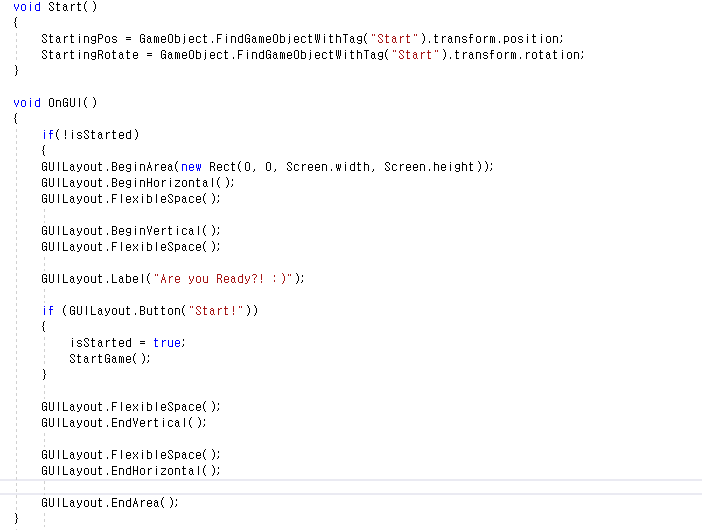 void Start()
{
    StartingPos = GameObject.FindGameObjectWithTag("Start").transform.position;
    StartingRotate = GameObject.FindGameObjectWithTag("Start").transform.rotation;
}

void OnGUI()
{
    if(!isStarted)
    {
    GUILayout.BeginArea(new Rect(0, 0, Screen.width, Screen.height));
    GUILayout.BeginHorizontal();
    GUILayout.FlexibleSpace();

    GUILayout.BeginVertical();
    GUILayout.FlexibleSpace();

    GUILayout.Label("Are you Ready?! :)");

    if (GUILayout.Button("Start!"))
    {
        isStarted = true;
        StartGame();
    }

    GUILayout.FlexibleSpace();
    GUILayout.EndVertical();

    GUILayout.FlexibleSpace();
    GUILayout.EndHorizontal();

    GUILayout.EndArea();
}